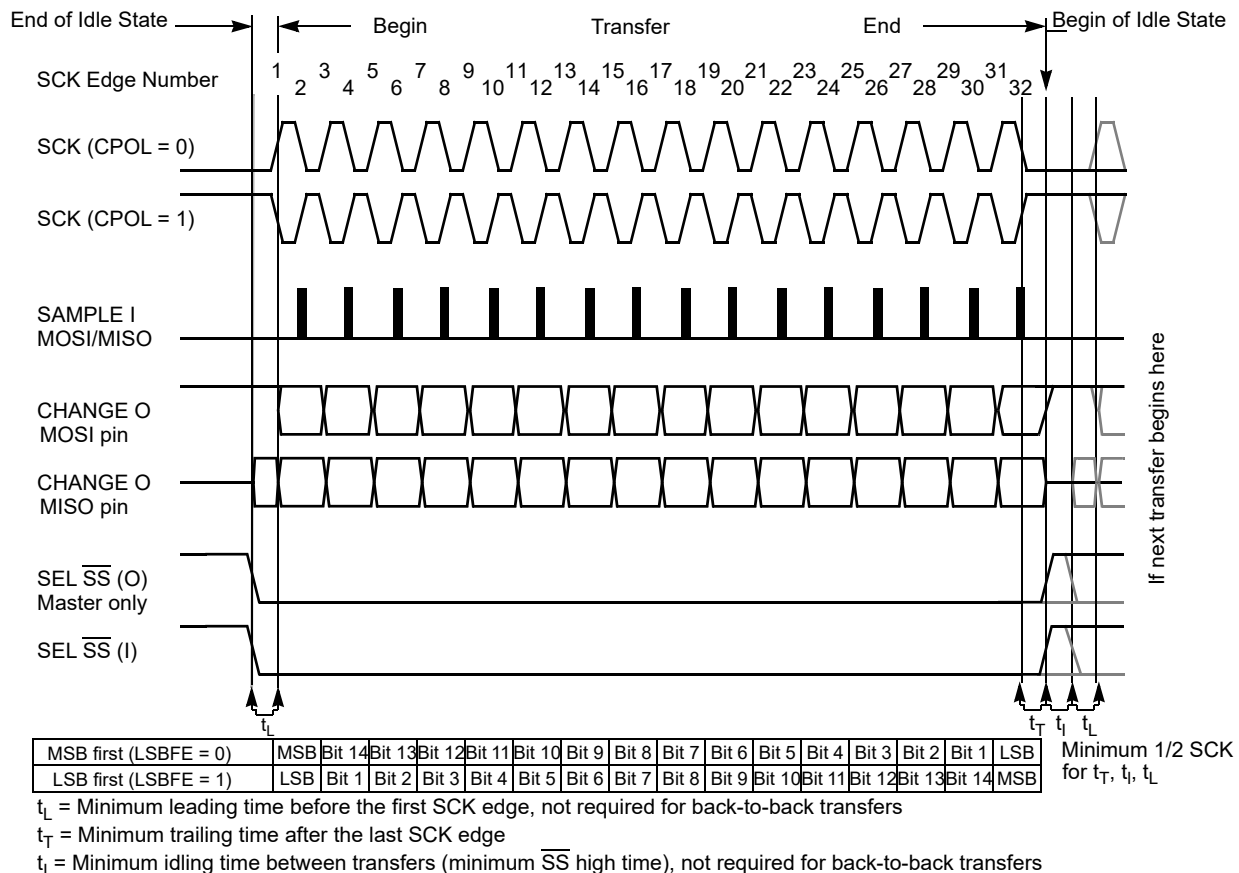 End of Idle State
Begin
Transfer
End
Begin of Idle State
SCK Edge Number
1 3 5 7 9 11 13 15 17 19 21 23 25 27 29 31
2 4 6 8 10 12 14 16 18 20 22 24 26 28 30 32
SCK (CPOL = 0)
SCK (CPOL = 1)
SAMPLE I
MOSI/MISO
CHANGE O
MOSI pin
CHANGE O
MISO pin
SEL SS (O)
Master only
SEL SS (I)
If next transfer begins here
tL
tT tI tL
MSB first (LSBFE = 0) MSB Bit 14 Bit 13 Bit 12 Bit 11 Bit 10 Bit 9 Bit 8 Bit 7 Bit 6 Bit 5 Bit 4 Bit 3 Bit 2 Bit 1 LSB
LSB first (LSBFE = 1) LSB Bit 1 Bit 2 Bit 3 Bit 4 Bit 5 Bit 6 Bit 7 Bit 8 Bit 9 Bit 10 Bit 11 Bit 12 Bit 13 Bit 14 MSB
Minimum 1/2 SCK
for tT, tI, tL
tL = Minimum leading time before the first SCK edge, not required for back-to-back transfers
tT = Minimum trailing time after the last SCK edge
tI = Minimum idling time between transfers (minimum SS high time), not required for back-to-back transfers